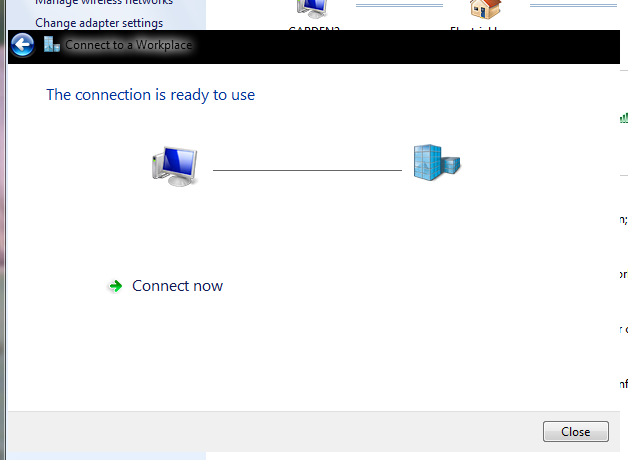 Manage wireless networks
Change adapter settings
Connect to a Workplace
The connection is ready to use
Connect now
Close